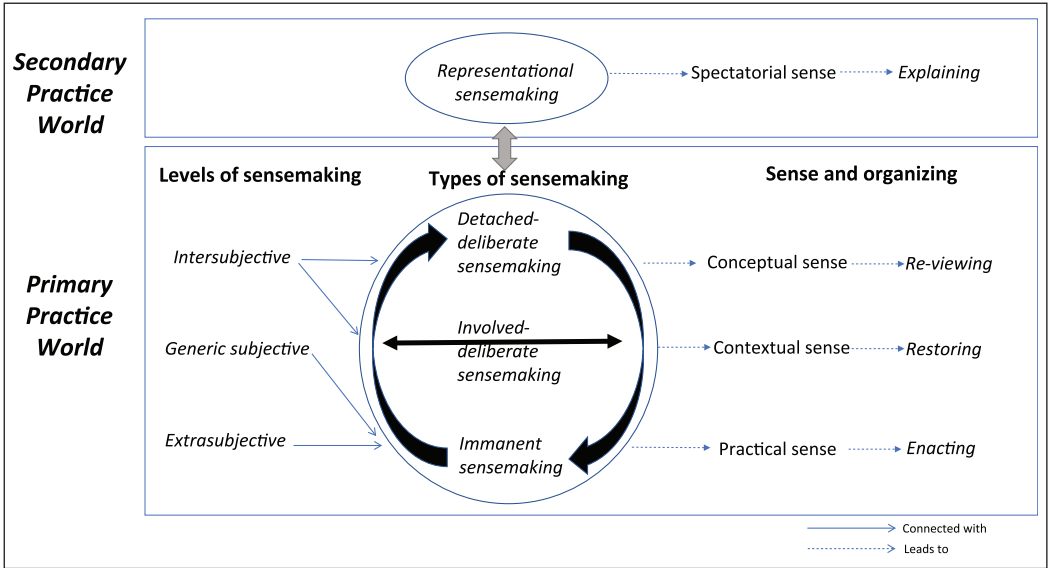 Secondary
Practice
World
Representational
sensemaking
Spectatorial sense
Explaining
Levels of sensemaking
Types of sensemaking
Sense and organizing
Primary
Practice
World
Intersubjective
Generic subjective
Extrasubjective
Detached-
deliberate
sensemaking
Involved-
deliberate
sensemaking
Immanent
sensemaking
Conceptual sense
Re-viewing
Contextual sense
Restoring
Practical sense
Enacting
Connected with
Leads to